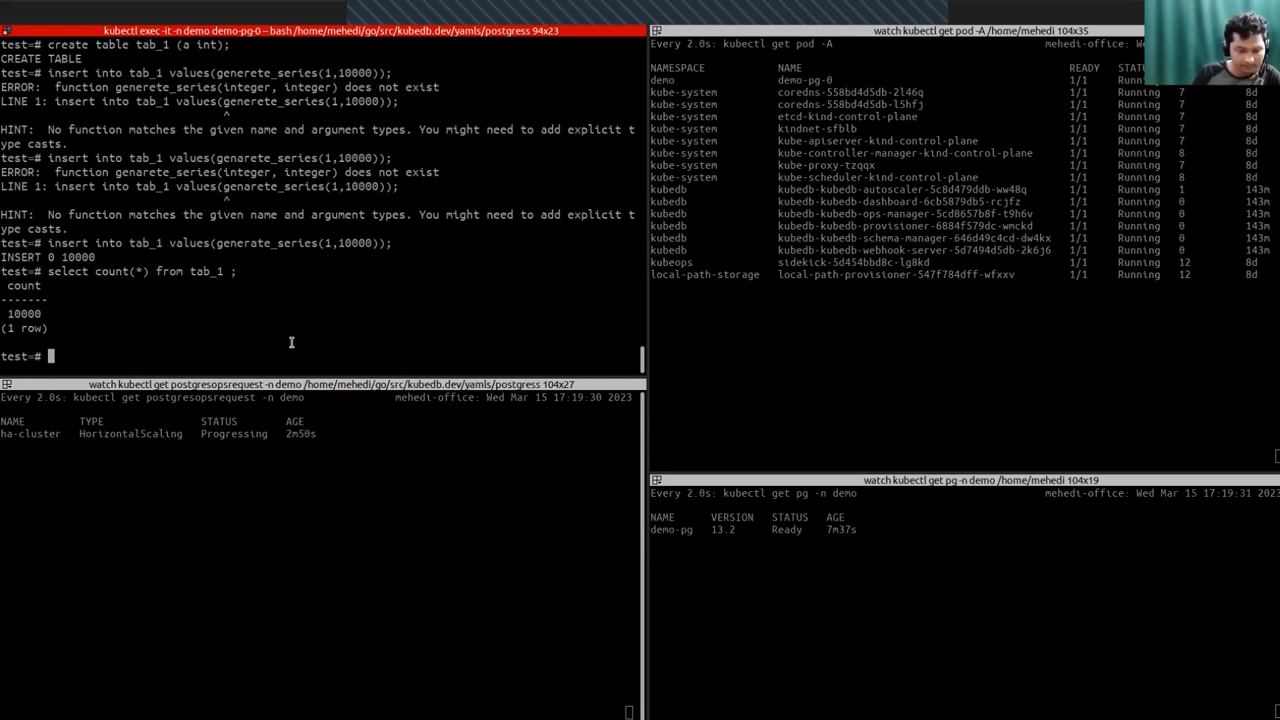 kubectl exec -it -n demo demo-pg-0 -- bash /home/mehedi/go/src/kubedb.dev/yamls/postgress 94x23
test=# create table tab_1 (a int);
CREATE TABLE
test=# insert into tab_1 values(generete_series(1,10000));
ERROR:  function generete_series(integer, integer) does not exist
LINE 1: insert into tab_1 values(generete_series(1,10000));
^
HINT:  No function matches the given name and argument types. You might need to add explicit t
ype casts.
test=# insert into tab_1 values(genarete_series(1,10000));
ERROR:  function genarete_series(integer, integer) does not exist
LINE 1: insert into tab_1 values(genarete_series(1,10000));
^
HINT:  No function matches the given name and argument types. You might need to add explicit t
ype casts.
test=# insert into tab_1 values(generate_series(1,10000));
INSERT 0 10000
test=# select count(*) from tab_1 ;
count
-------
10000
(1 row)
test=#
watch kubectl get postgresopsrequest -n demo /home/mehedi/go/src/kubedb.dev/yamls/postgress 104x27
Every 2.0s: kubectl get postgresopsrequest -n demo mehedi-office: Wed Mar 15 17:19:30 2023
NAME TYPE STATUS AGE
ha-cluster HorizontalScaling Progressing 2m50s
watch kubectl get pod -A /home/mehedi 104x35
Every 2.0s: kubectl get pod -A mehedi-office:
NAMESPACE NAME READY STATUS
demo demo-pg-0 1/1
kube-system coredns-558bd4d5db-2l46q 1/1 Running 7 8d
kube-system coredns-558bd4d5db-l5hfj 1/1 Running 7 8d
kube-system etcd-kind-control-plane 1/1 Running 7 8d
kube-system kindnet-sfblb 1/1 Running 7 8d
kube-system kube-apiserver-kind-control-plane 1/1 Running 7 8d
kube-system kube-controller-manager-kind-control-plane 1/1 Running 8 8d
kube-system kube-proxy-tzqqx 1/1 Running 7 8d
kube-system kube-scheduler-kind-control-plane 1/1 Running 8 8d
kubedb kubedb-kubedb-autoscaler-5c8d479ddb-ww48q 1/1 Running 1 143m
kubedb kubedb-kubedb-dashboard-6cb5879db5-rcjfz 1/1 Running 0 143m
kubedb kubedb-kubedb-ops-manager-5cd8657b8f-t9h6v 1/1 Running 0 143m
kubedb kubedb-kubedb-provisioner-6884f579dc-wmckd 1/1 Running 0 143m
kubedb kubedb-kubedb-schema-manager-646d49c4cd-dw4kx 1/1 Running 0 143m
kubedb kubedb-kubedb-webhook-server-5d7494d5db-2k6j6 1/1 Running 0 143m
kubeops sidekick-5d454bbd8c-lg8kd 1/1 Running 12 8d
local-path-storage local-path-provisioner-547f784dff-wfxxv 1/1 Running 12 8d
watch kubectl get pg -n demo /home/mehedi 104x19
Every 2.0s: kubectl get pg -n demo mehedi-office: Wed Mar 15 17:19:31 2023
NAME VERSION STATUS AGE
demo-pg 13.2 Ready 7m37s